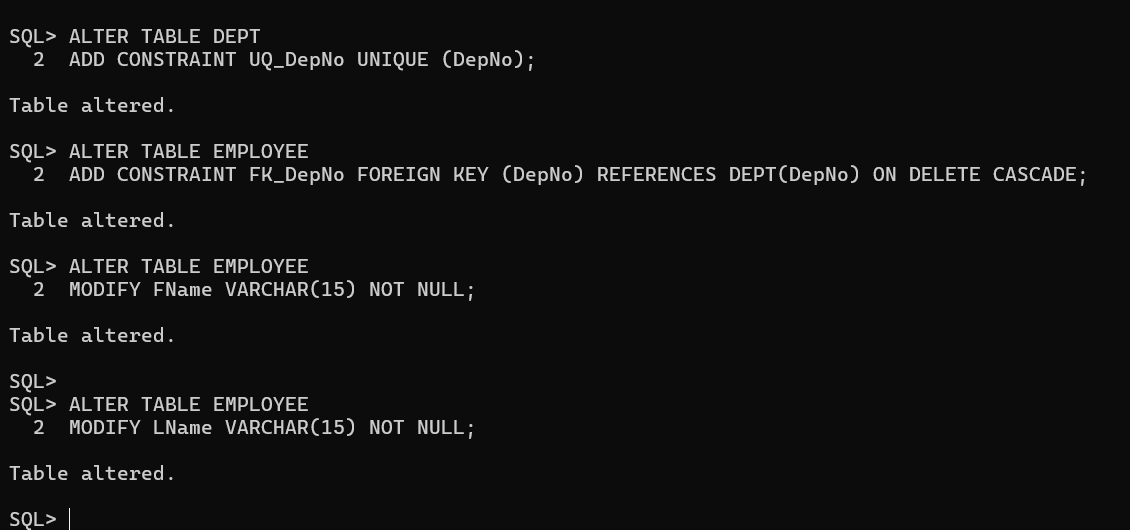 SQL> ALTER TABLE DEPT
  2  ADD CONSTRAINT UQ_DepNo UNIQUE (DepNo);
Table altered.
SQL> ALTER TABLE EMPLOYEE
  2  ADD CONSTRAINT FK_DepNo FOREIGN KEY (DepNo) REFERENCES DEPT(DepNo) ON DELETE CASCADE;
Table altered.
SQL> ALTER TABLE EMPLOYEE
  2  MODIFY FName VARCHAR(15) NOT NULL;
Table altered.
SQL>
SQL> ALTER TABLE EMPLOYEE
  2  MODIFY LName VARCHAR(15) NOT NULL;
Table altered.
SQL>